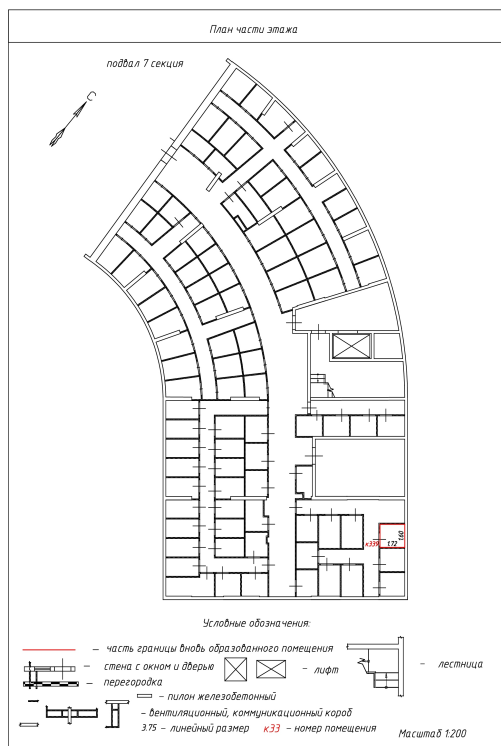 План части этажа
подвал 7 секция
С
к339
1.72
1.60
Условные обозначения:
– часть границы вновь образованного помещения
– стена с окном и дверью
– лифт
– лестница
– перегородка
– пилон железобетонный
– вентиляционный, коммуникационный короб
3.75 – линейный размер к33 – номер помещения
Масштаб 1:200